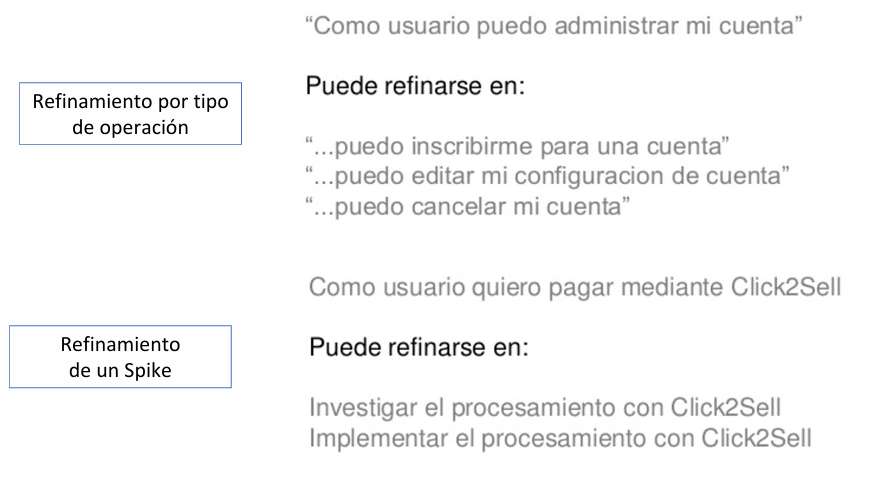 “Como usuario puedo administrar mi cuenta”
Refinamiento por tipo
de operación
Puede refinarse en:
“...puedo inscribirme para una cuenta”
“...puedo editar mi configuracion de cuenta”
“...puedo cancelar mi cuenta”
Como usuario quiero pagar mediante Click2Sell
Refinamiento
de un Spike
Puede refinarse en:
Investigar el procesamiento con Click2Sell
Implementar el procesamiento con Click2Sell